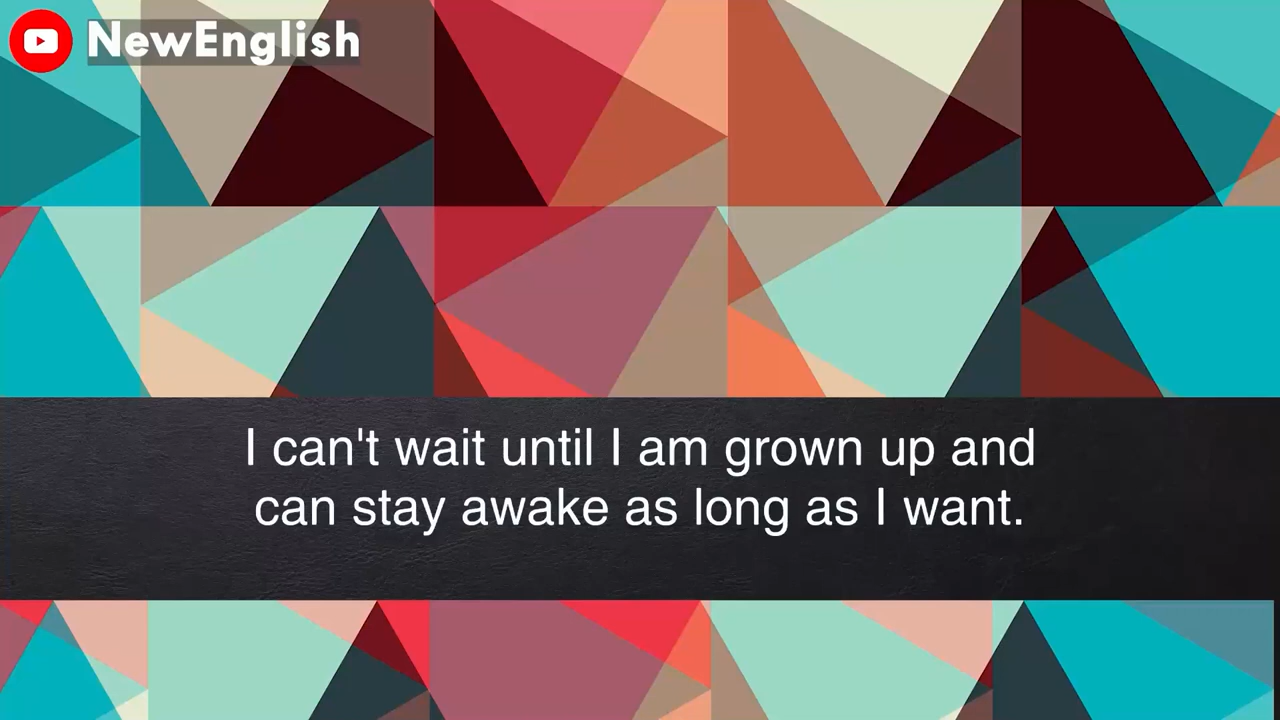 NewEnglish
I can't wait until I am grown up and
can stay awake as long as I want.